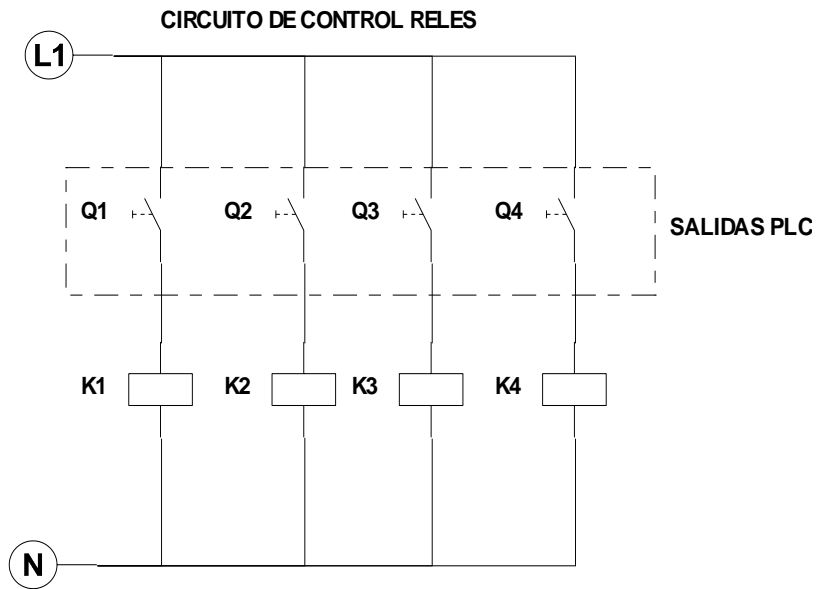 CIRCUITO DE CONTROL RELES
L1
Q1 Q2 Q3 Q4
SALIDAS PLC
K1 K2 K3 K4
N